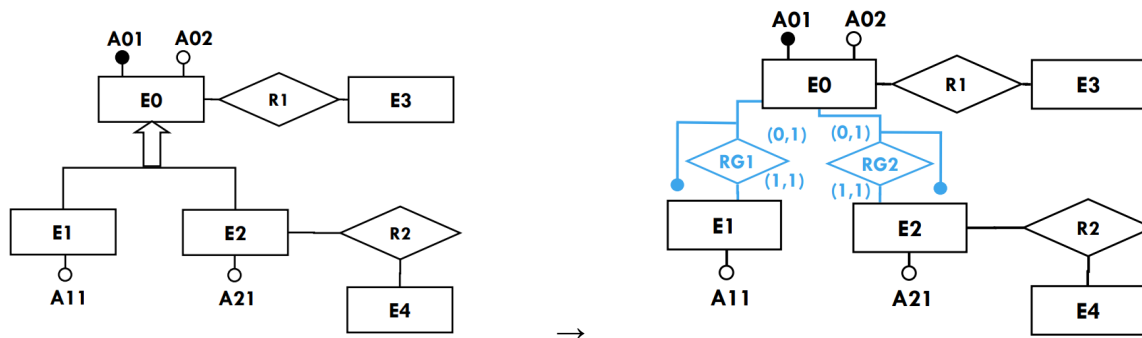 A01 A02
E0
R1
E3
E1
E2
R2
A11
A21
E4
→
A01 A02
E0
R1
E3
(0,1)
(0,1)
RG1
RG2
(1,1)
(1,1)
E1
E2
R2
A11
A21
E4